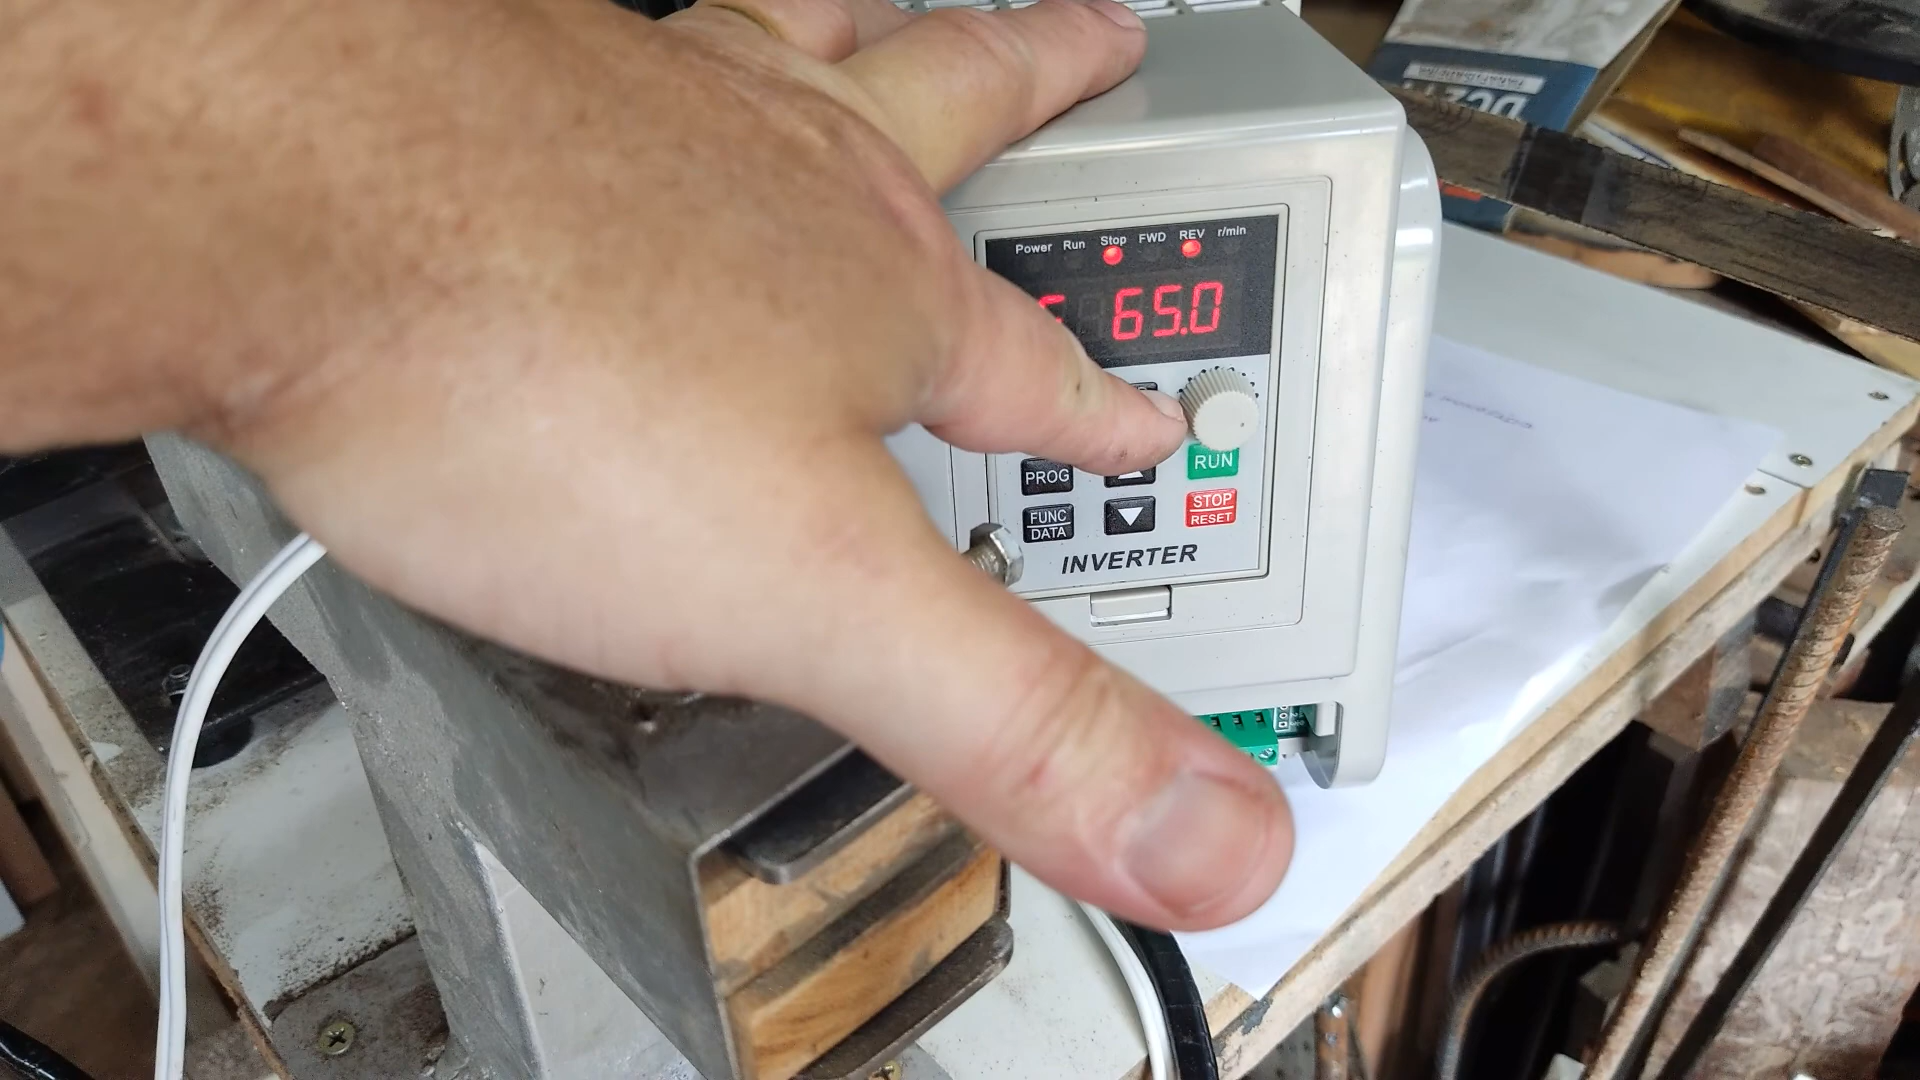 Power Run Stop FWD REV r/min
65.0
PROG
RUN
FUNC
DATA
STOP
RESET
INVERTER